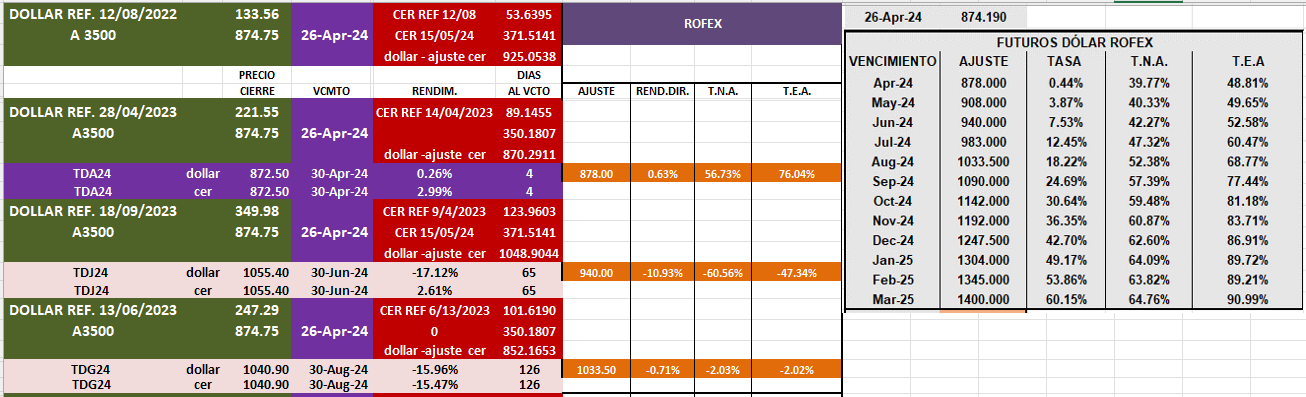 DOLLAR REF. 12/08/2022 133.56 26-Apr-24 CER REF 12/08 53.6395 ROFEX
A 3500 874.75 CER 15/05/24 371.5141
dollar - ajuste cer 925.0538
PRECIO DIAS
CIERRE VCMTO RENDIM. AL VCTO AJUSTE REND.DIR. T.N.A. T.E.A.
DOLLAR REF. 28/04/2023 221.55 26-Apr-24 CER REF 14/04/2023 89.1455
A3500 874.75 350.1807
dollar -ajuste cer 870.2911
TDA24 dollar 872.50 30-Apr-24 0.26% 4 878.00 0.63% 56.73% 76.04%
TDA24 cer 872.50 30-Apr-24 2.99% 4
DOLLAR REF. 18/09/2023 349.98 26-Apr-24 CER REF 9/4/2023 123.9603
A3500 874.75 CER 15/05/24 371.5141
dollar -ajuste cer 1048.9044
TDJ24 dollar 1055.40 30-Jun-24 -17.12% 65 940.00 -10.93% -60.56% -47.34%
TDJ24 cer 1055.40 30-Jun-24 2.61% 65
DOLLAR REF. 13/06/2023 247.29 26-Apr-24 CER REF 6/13/2023 101.6190
A3500 874.75 0 350.1807
dollar -ajuste cer 852.1653
TDG24 dollar 1040.90 30-Aug-24 -15.96% 126 1033.50 -0.71% -2.03% -2.02%
TDG24 cer 1040.90 30-Aug-24 -15.47% 126
26-Apr-24 874.190
FUTUROS DÓLAR ROFEX
VENCIMIENTO AJUSTE TASA T.N.A. T.E.A
Apr-24 878.000 0.44% 39.77% 48.81%
May-24 908.000 3.87% 40.33% 49.65%
Jun-24 940.000 7.53% 42.27% 52.58%
Jul-24 983.000 12.45% 47.32% 60.47%
Aug-24 1033.500 18.22% 52.38% 68.77%
Sep-24 1090.000 24.69% 57.39% 77.44%
Oct-24 1142.000 30.64% 59.48% 81.18%
Nov-24 1192.000 36.35% 60.87% 83.71%
Dec-24 1247.500 42.70% 62.60% 86.91%
Jan-25 1304.000 49.17% 64.09% 89.72%
Feb-25 1345.000 53.86% 63.82% 89.21%
Mar-25 1400.000 60.15% 64.76% 90.99%